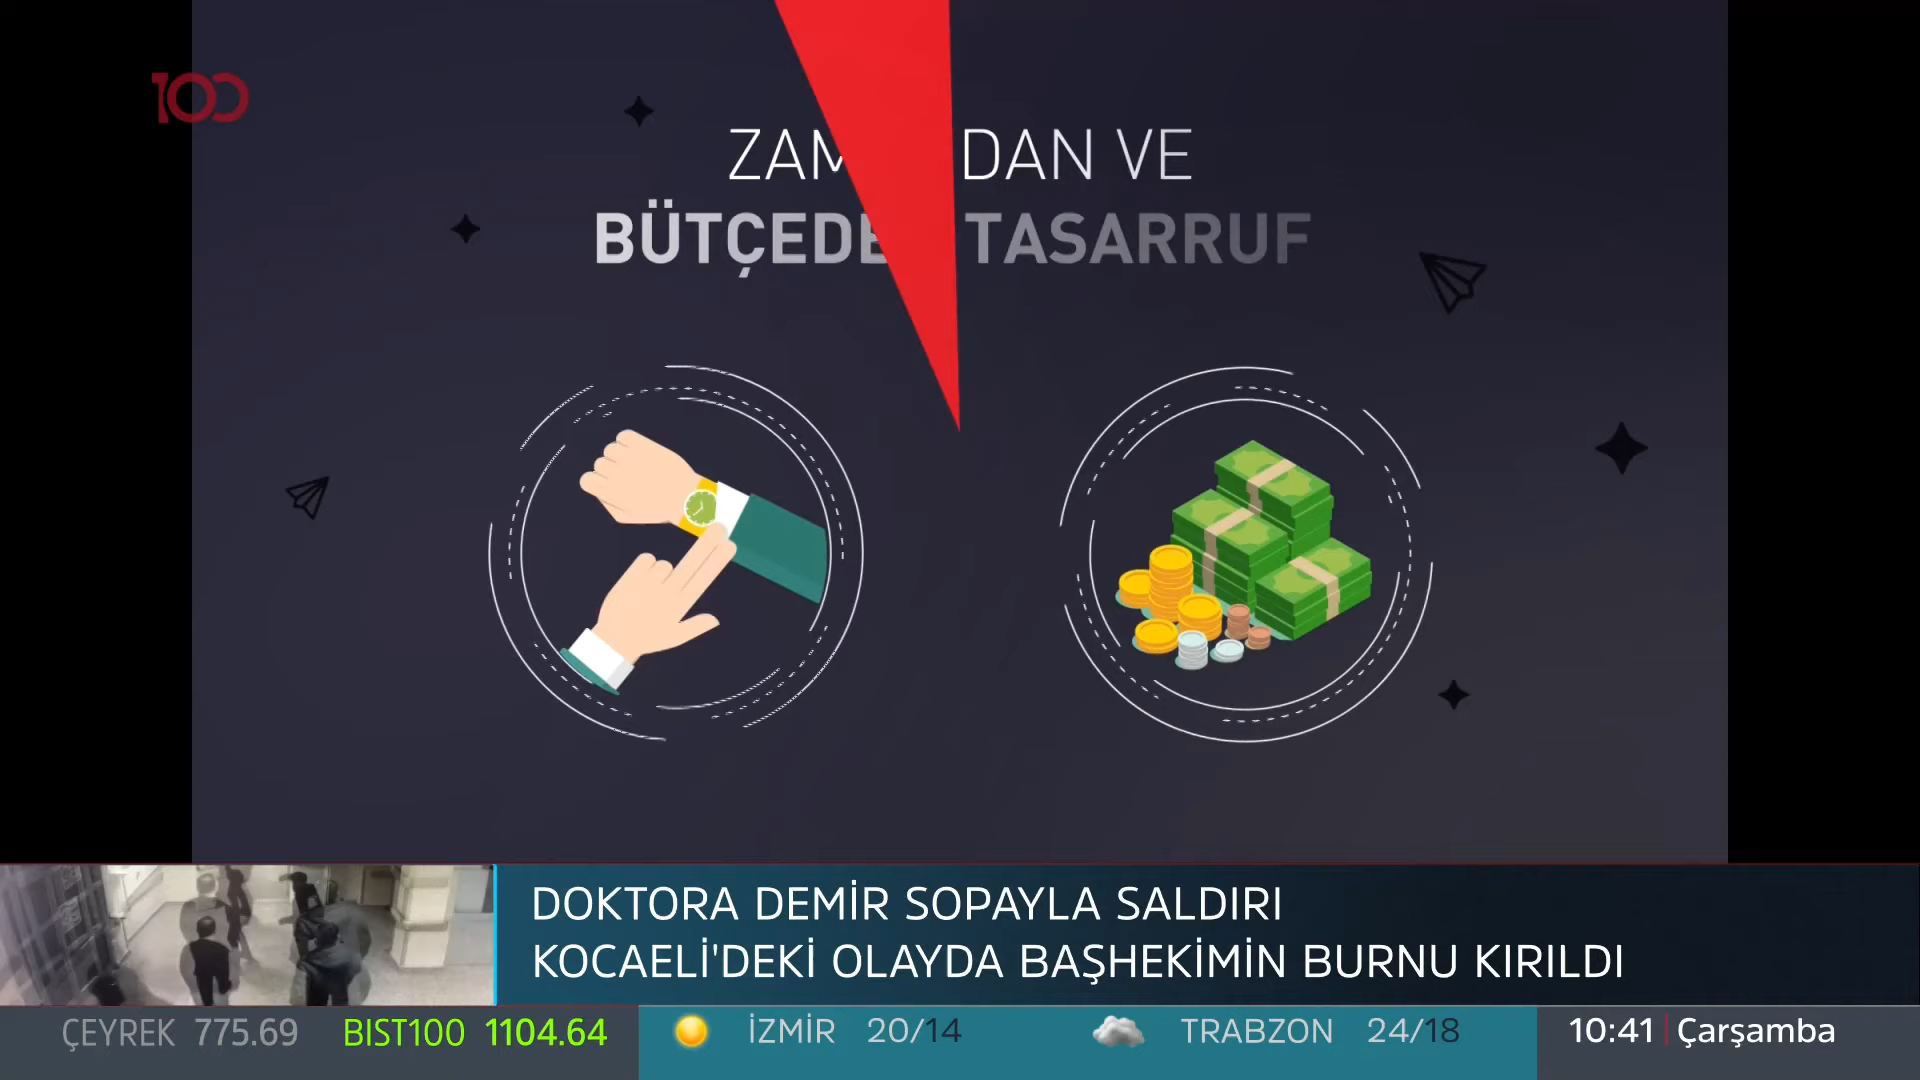 100
ZAM DAN VE
BÜTÇEDE TASARRUF
DOKTORA DEMİR SOPAYLA SALDIRI
KOCAELİ'DEKİ OLAYDA BAŞHEKİMİN BURNU KIRILDI
ÇEYREK 775.69 BIST100 1104.64 İZMİR 20/14 TRABZON 24/18 10:41 Çarşamba